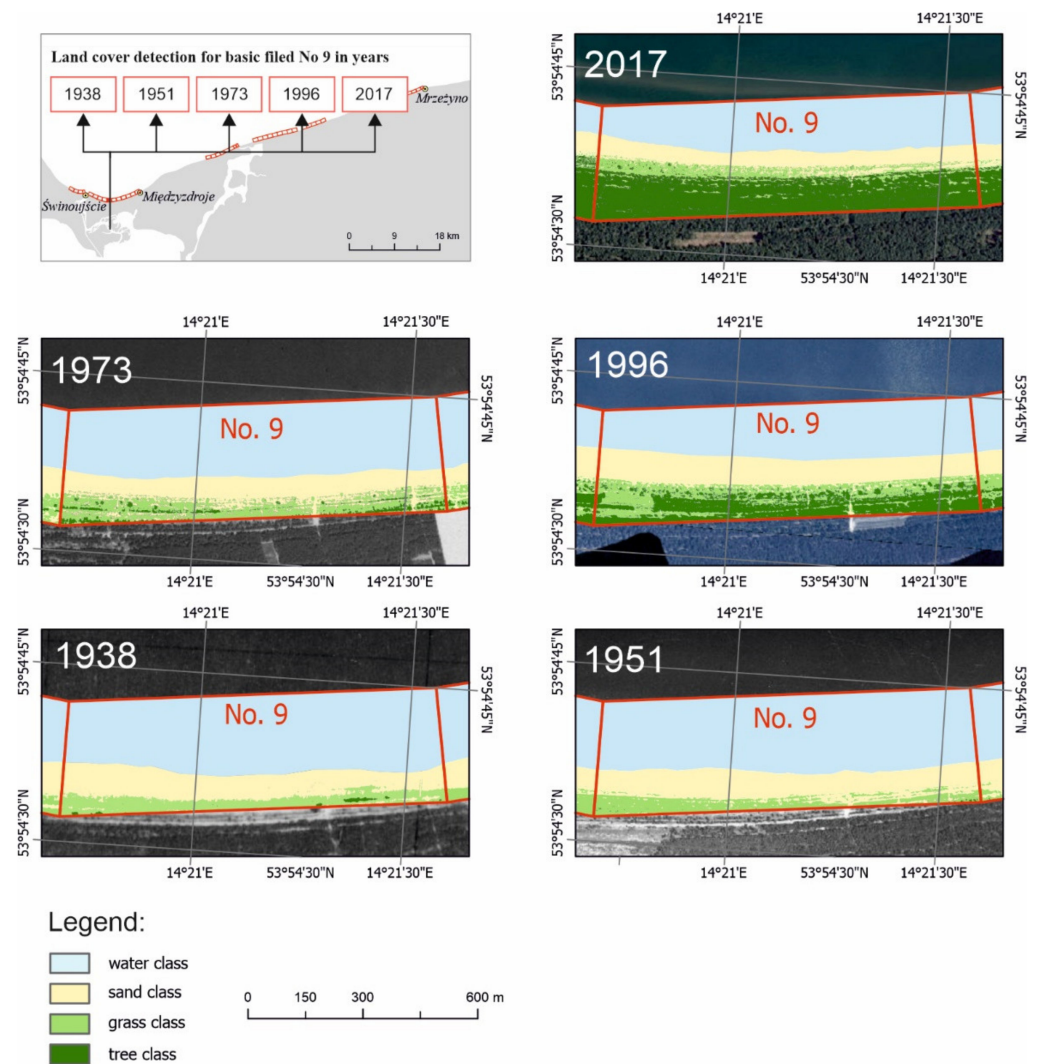 Land cover detection for basic filed No 9 in years
1938 1951 1973 1996 2017
Mrzeżyno
Międzyzdroje
Świnoujście
0 9 18 km
14°21'E 14°21'30"E
2017
No. 9
53°54'45"N
53°54'45"N
53°54'30"N
14°21'E 53°54'30"N 14°21'30"E
14°21'E 14°21'30"E
1973
No. 9
53°54'45"N
53°54'45"N
53°54'30"N
14°21'E 53°54'30"N 14°21'30"E
14°21'E 14°21'30"E
1996
No. 9
53°54'45"N
53°54'45"N
53°54'30"N
14°21'E 53°54'30"N 14°21'30"E
14°21'E 14°21'30"E
1938
No. 9
53°54'45"N
53°54'45"N
53°54'30"N
14°21'E 53°54'30"N 14°21'30"E
14°21'E 14°21'30"E
1951
No. 9
53°54'45"N
53°54'45"N
53°54'30"N
14°21'E 53°54'30"N 14°21'30"E
Legend:
water class
sand class
grass class
tree class
0 150 300 600 m